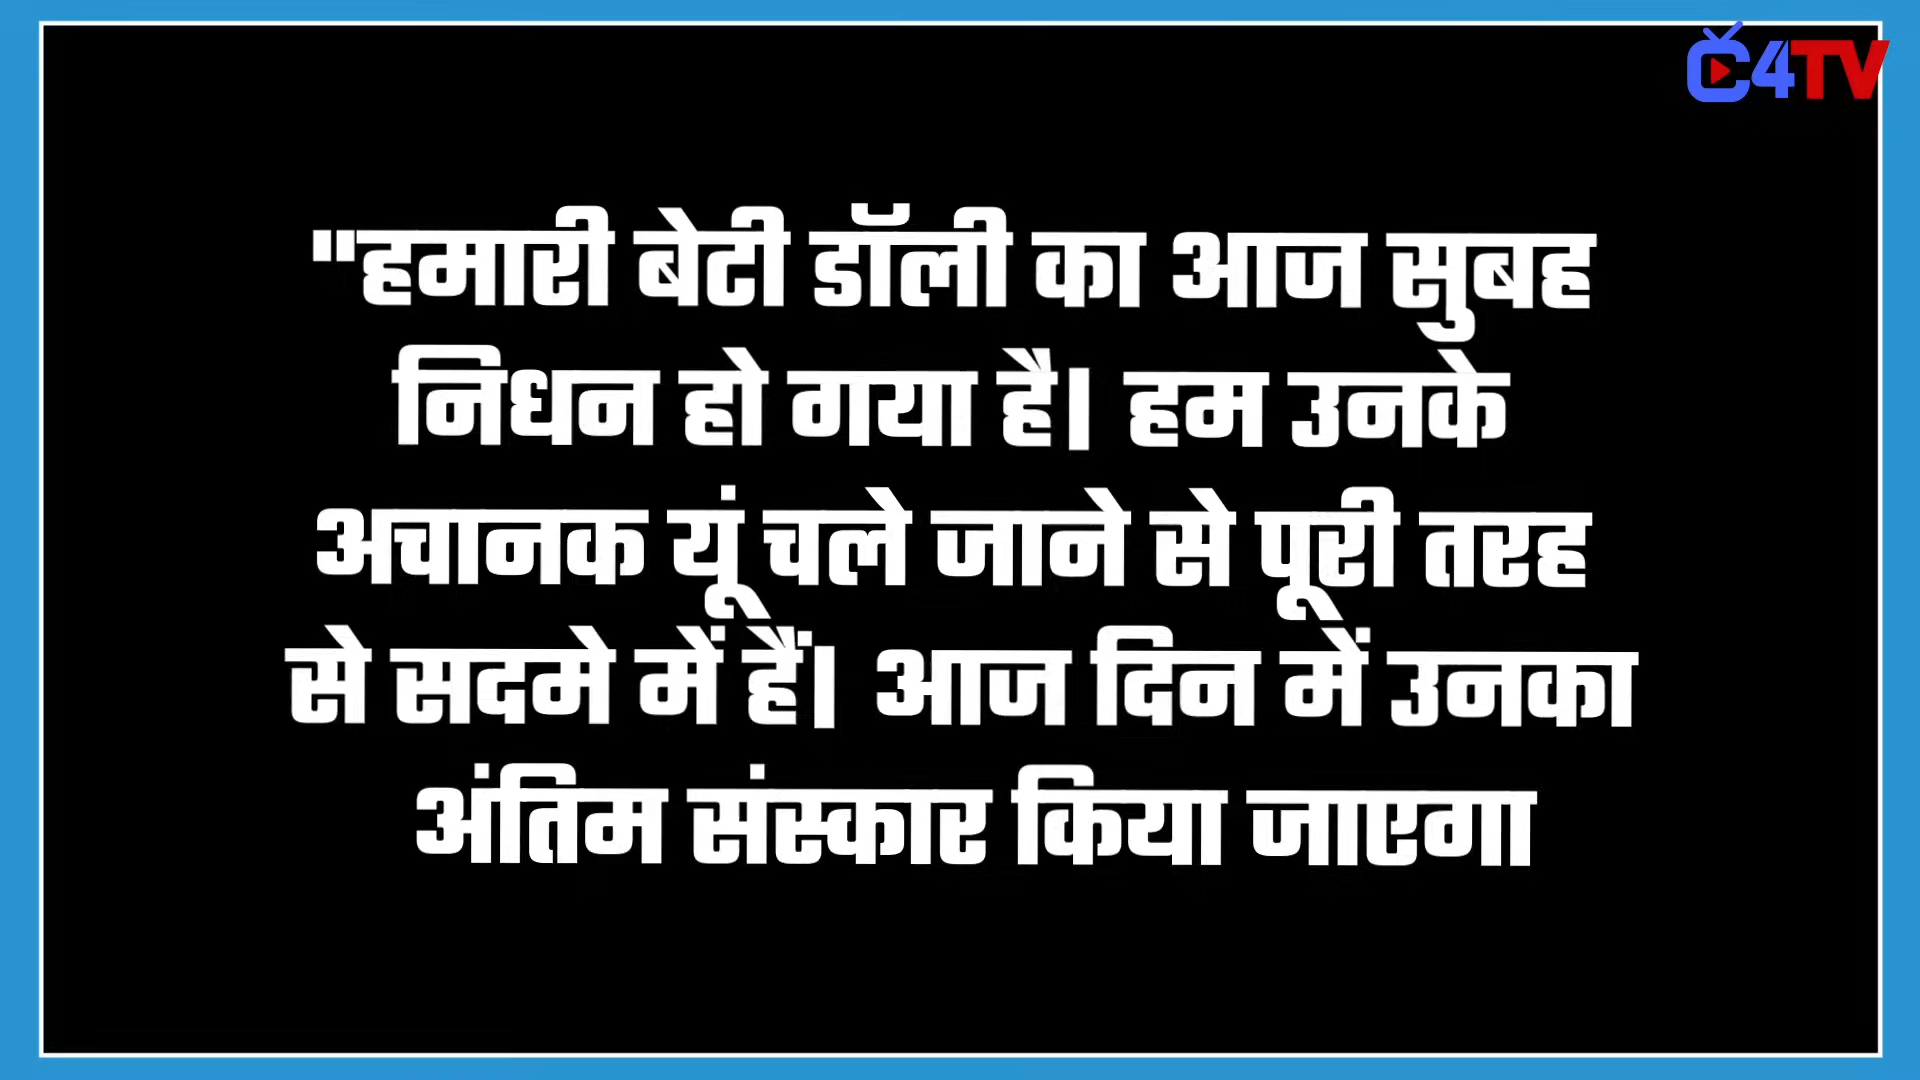 C4TV
"हमारी बेटी डॉली का आज सुबह
निधन हो गया है। हम उनके
अचानक यूं चले जाने से पूरी तरह
से सदमे में हैं। आज दिन में उनका
अंतिम संस्कार किया जाएगा